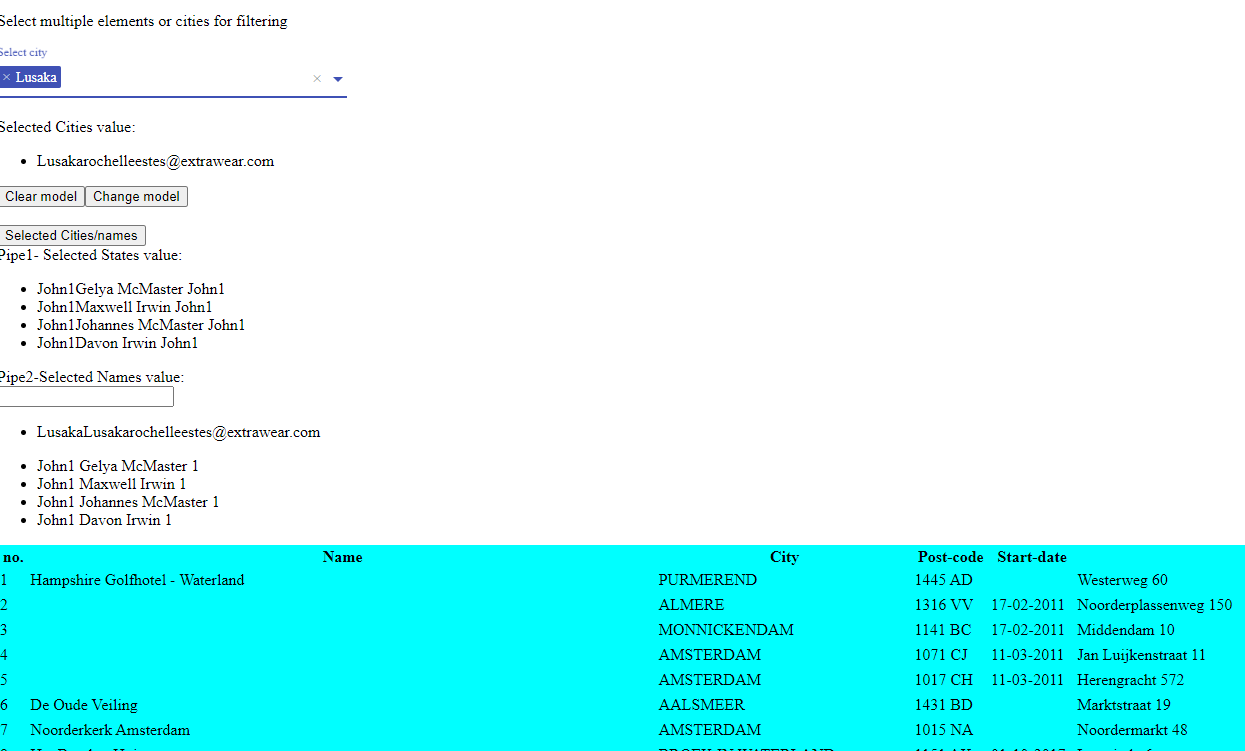 Select multiple elements or cities for filtering
Select city
× Lusaka × 
Selected Cities value:
• Lusakarochelleestes@extrawear.com
Clear model Change model
Selected Cities/names
Pipe1- Selected States value:
• John1Gelya McMaster John1
• John1Maxwell Irwin John1
• John1Johannes McMaster John1
• John1Davon Irwin John1
Pipe2-Selected Names value:
• LusakaLusakarochelleestes@extrawear.com
• John1 Gelya McMaster 1
• John1 Maxwell Irwin 1
• John1 Johannes McMaster 1
• John1 Davon Irwin 1
no. Name City Post-code Start-date
1 Hampshire Golfhotel - Waterland PURMEREND 1445 AD Westerweg 60
2 ALMERE 1316 VV 17-02-2011 Noorderplassenweg 150
3 MONNICKENDAM 1141 BC 17-02-2011 Middendam 10
4 AMSTERDAM 1071 CJ 11-03-2011 Jan Luijkenstraat 11
5 AMSTERDAM 1017 CH 11-03-2011 Herengracht 572
6 De Oude Veiling AALSMEER 1431 BD Marktstraat 19
7 Noorderkerk Amsterdam AMSTERDAM 1015 NA Noordermarkt 48